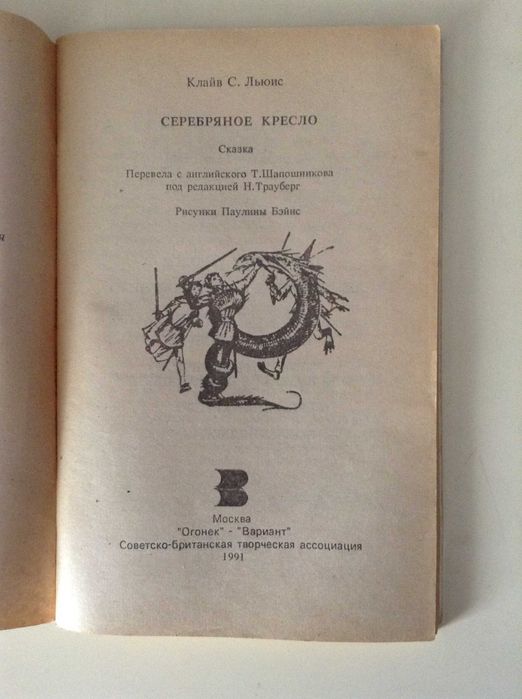 Клайв С. Льюис
СЕРЕБРЯНОЕ КРЕСЛО
Сказка
Перевела с английского Т.Шапошникова
под редакцией Н.Трауберг
Рисунки Паулины Бэйнс
я
Москва
"Огонек" - "Вариант"
Советско-Британская творческая ассоциация
1991